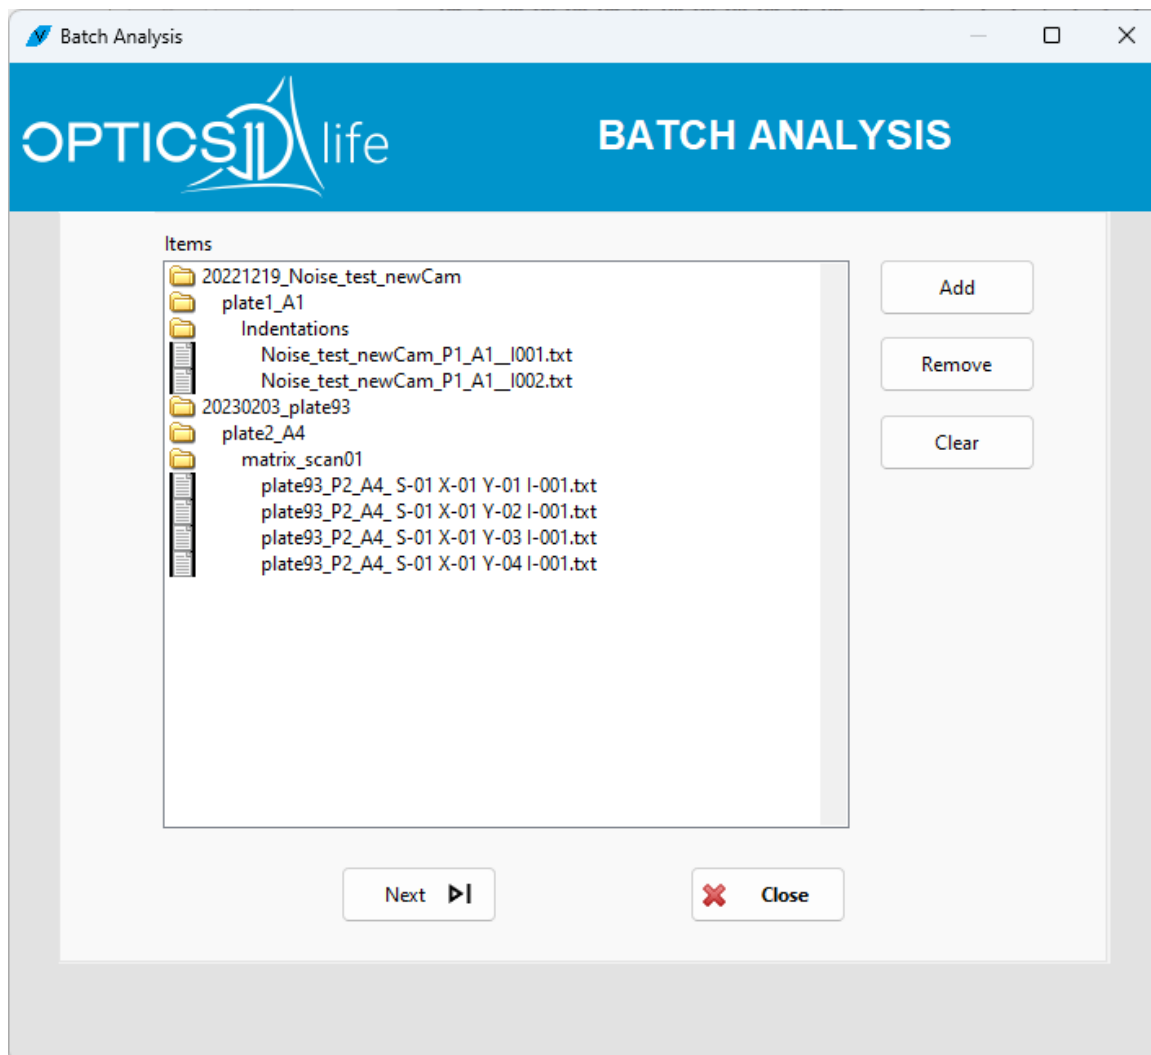 Batch Analysis
OPTICS11 life
BATCH ANALYSIS
Items
20221219_Noise_test_newCam
plate1_A1
Indentations
Noise_test_newCam_P1_A1__I001.txt
Noise_test_newCam_P1_A1__I002.txt
20230203_plate93
plate2_A4
matrix_scan01
plate93_P2_A4_ S-01 X-01 Y-01 I-001.txt
plate93_P2_A4_ S-01 X-01 Y-02 I-001.txt
plate93_P2_A4_ S-01 X-01 Y-03 I-001.txt
plate93_P2_A4_ S-01 X-01 Y-04 I-001.txt
Add
Remove
Clear
Next
Close